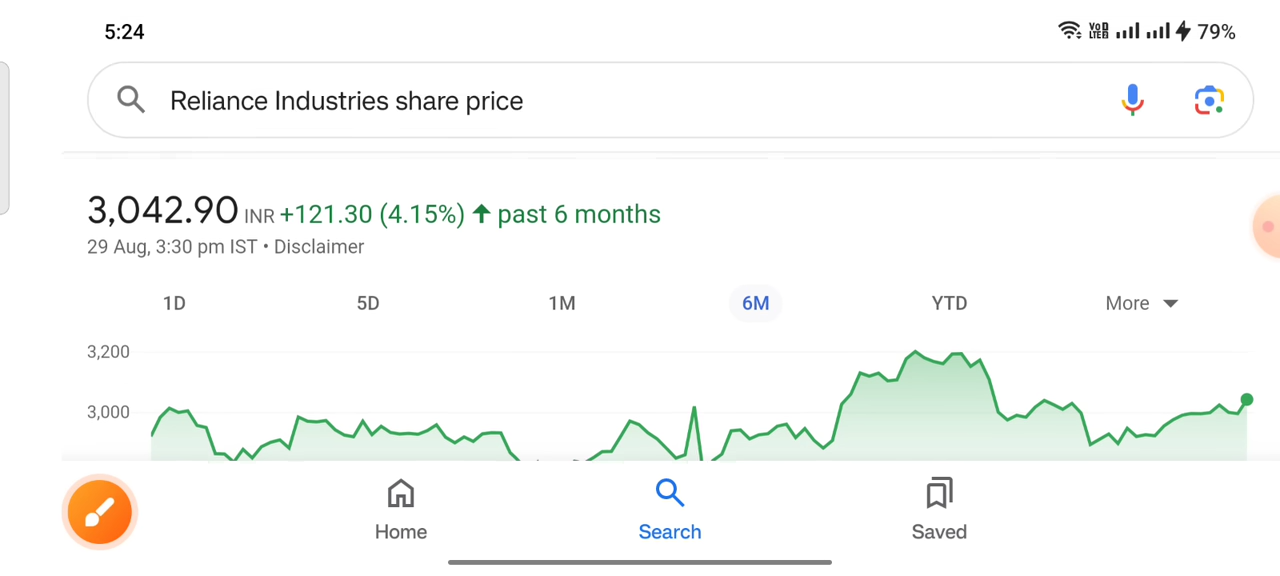 5:24 VoD LTE2 79%
Reliance Industries share price
3,042.90 INR +121.30 (4.15%) ↑ past 6 months
29 Aug, 3:30 pm IST • Disclaimer
1D 5D 1M 6M YTD More
3,200
3,000
Home Search Saved